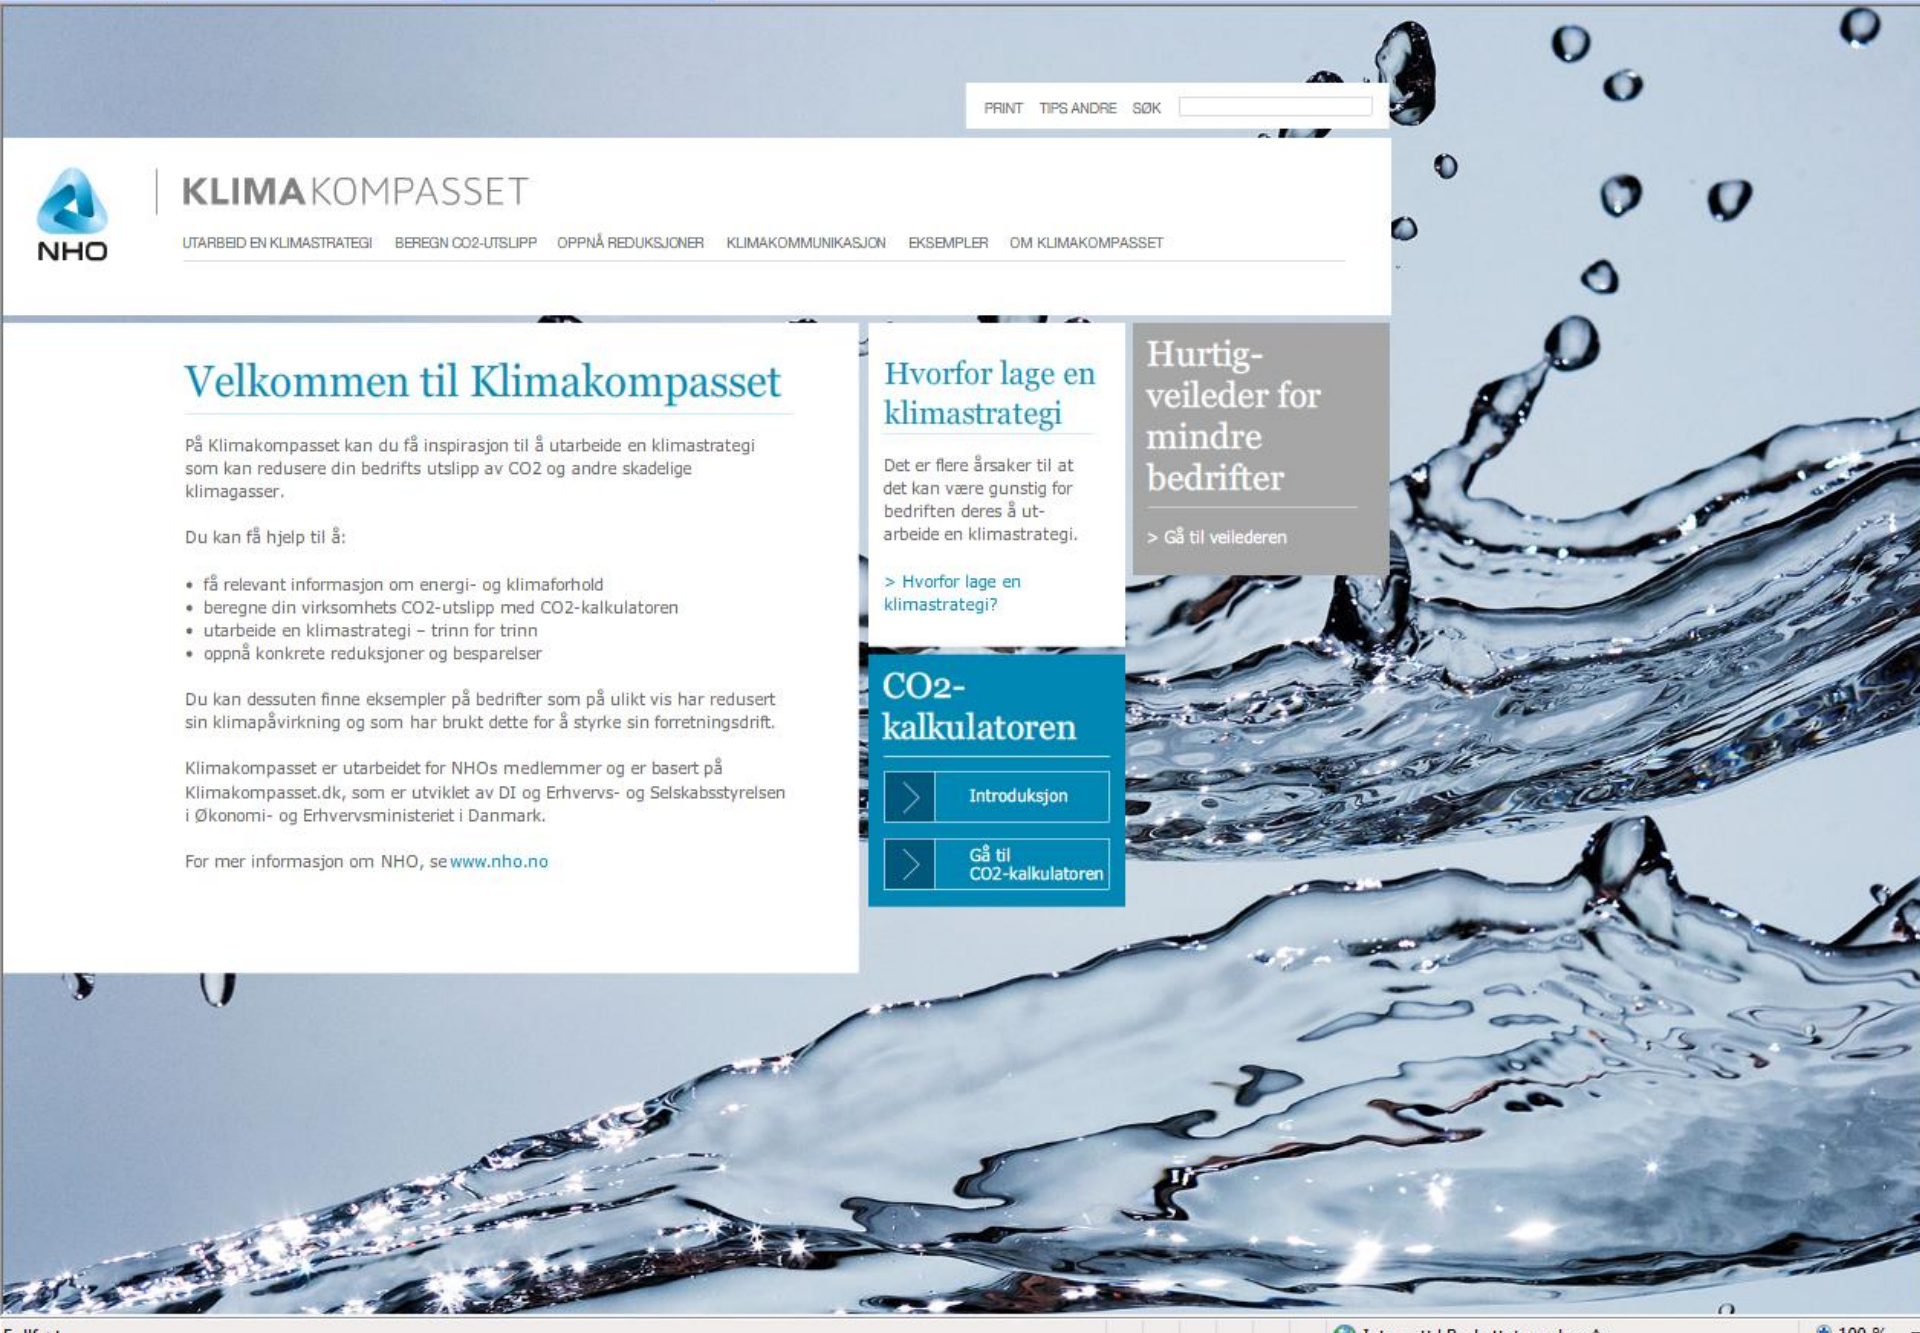 PRINT TIPS ANDRE SØK
NHO
KLIMAKOMPASSET
UTARBEID EN KLIMASTRATEGI BEREGN CO2-UTSLIPP OPPNÅ REDUKSJONER KLIMAKOMMUNIKASJON EKSEMPLER OM KLIMAKOMPASSET
Velkommen til Klimakompasset
På Klimakompasset kan du få inspirasjon til å utarbeide en klimastrategi
som kan redusere din bedrifts utslipp av CO2 og andre skadelige
klimagasser.
Du kan få hjelp til å:
• få relevant informasjon om energi- og klimaforhold
• beregne din virksomhets CO2-utslipp med CO2-kalkulatoren
• utarbeide en klimastrategi – trinn for trinn
• oppnå konkrete reduksjoner og besparelser
Du kan dessuten finne eksempler på bedrifter som på ulikt vis har redusert
sin klimapåvirkning og som har brukt dette for å styrke sin forretningsdrift.
Klimakompasset er utarbeidet for NHOs medlemmer og er basert på
Klimakompasset.dk, som er utviklet av DI og Erhvervs- og Selskabsstyrelsen
i Økonomi- og Erhvervsministeriet i Danmark.
For mer informasjon om NHO, se www.nho.no
Hvorfor lage en
klimastrategi
Det er flere årsaker til at
det kan være gunstig for
bedriften deres å ut-
arbeide en klimastrategi.
> Hvorfor lage en
klimastrategi?
CO2-
kalkulatoren
Introduksjon
Gå til
CO2-kalkulatoren
Hurtig-
veileder for
mindre
bedrifter
> Gå til veilederen